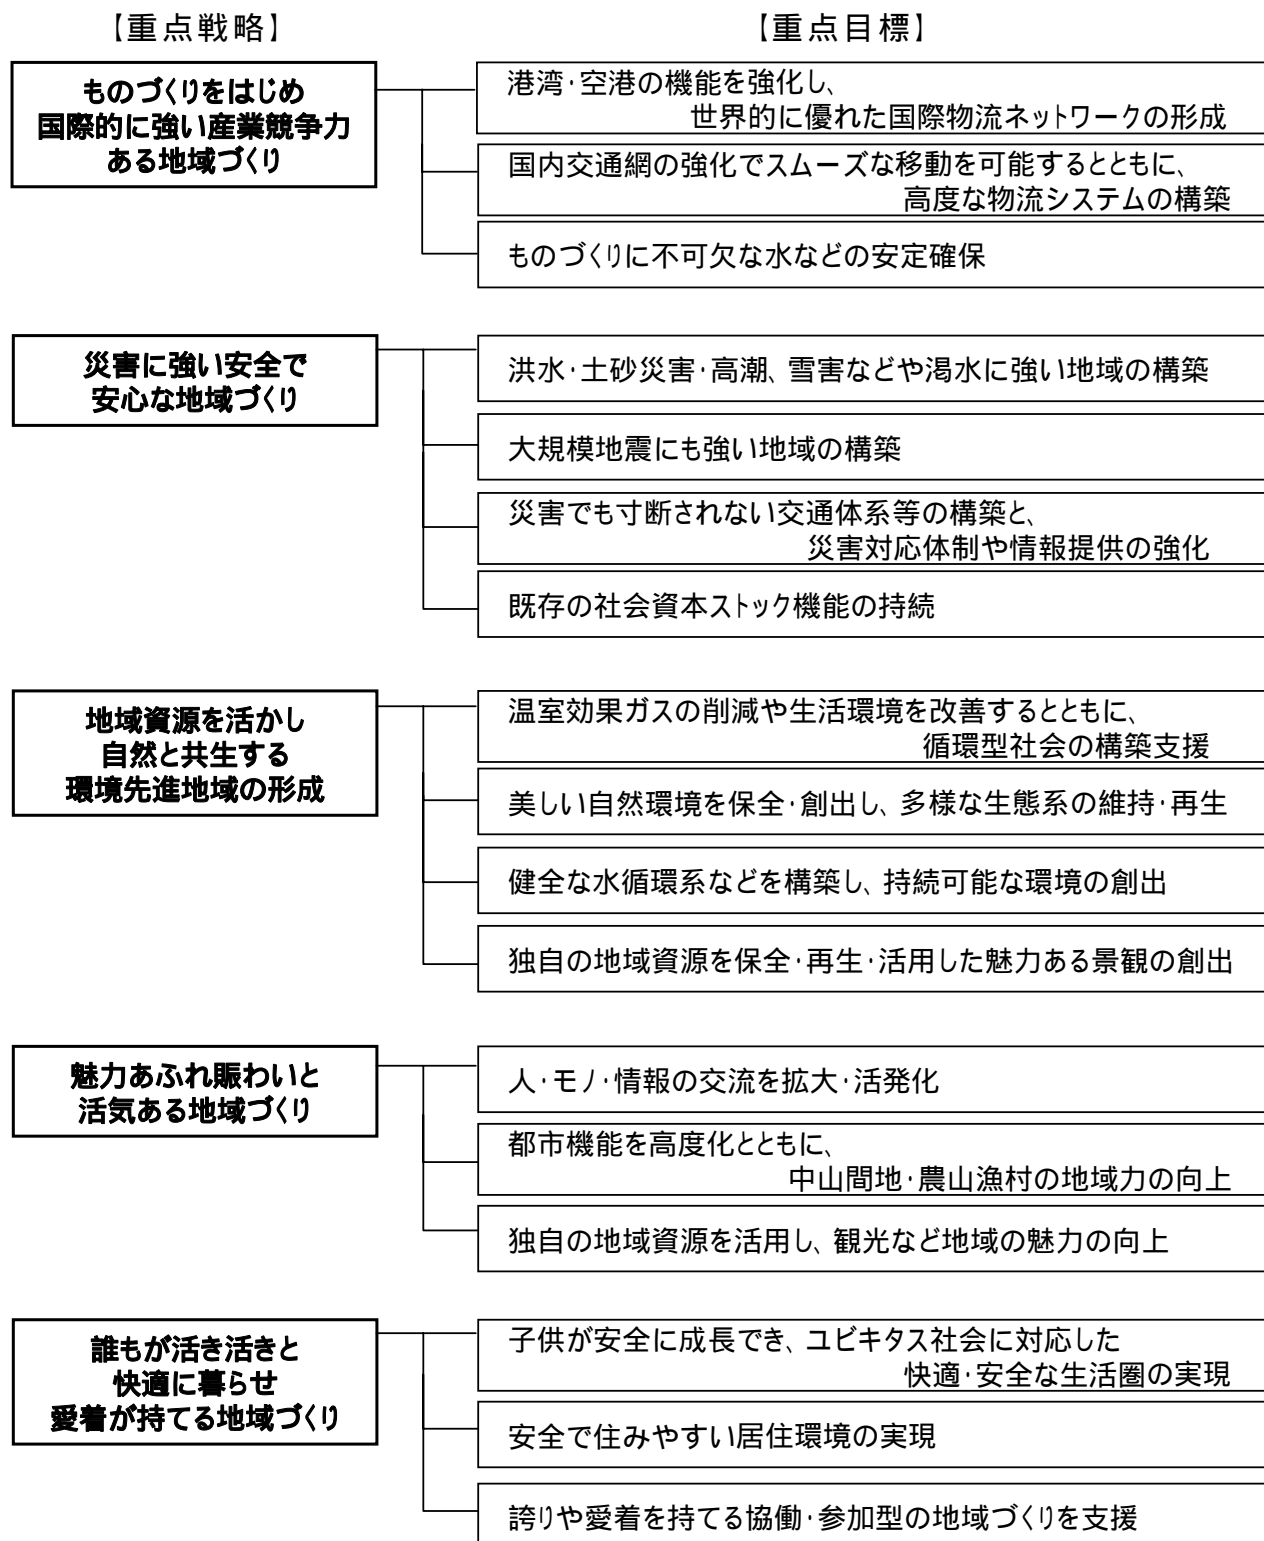 【重点戦略】
【重点目標】
ものづくりをはじめ
国際的に強い産業競争力
ある地域づくり
港湾・空港の機能を強化し、
世界的に優れた国際物流ネットワークの形成
国内交通網の強化でスムーズな移動を可能するとともに、
高度な物流システムの構築
ものづくりに不可欠な水などの安定確保
災害に強い安全で
安心な地域づくり
洪水・土砂災害・高潮、雪害などや渇水に強い地域の構築
大規模地震にも強い地域の構築
災害でも寸断されない交通体系等の構築と、
災害対応体制や情報提供の強化
既存の社会資本ストック機能の持続
地域資源を活かし
自然と共生する
環境先進地域の形成
温室効果ガスの削減や生活環境を改善するとともに、
循環型社会の構築支援
美しい自然環境を保全・創出し、多様な生態系の維持・再生
健全な水循環系などを構築し、持続可能な環境の創出
独自の地域資源を保全・再生・活用した魅力ある景観の創出
魅力あふれ賑わいと
活気ある地域づくり
人・モノ・情報の交流を拡大・活発化
都市機能を高度化とともに、
中山間地・農山漁村の地域力の向上
独自の地域資源を活用し、観光など地域の魅力の向上
誰もが活き活きと
快適に暮らせ
愛着が持てる地域づくり
子供が安全に成長でき、ユビキタス社会に対応した
快適・安全な生活圏の実現
安全で住みやすい居住環境の実現
誇りや愛着を持てる協働・参加型の地域づくりを支援